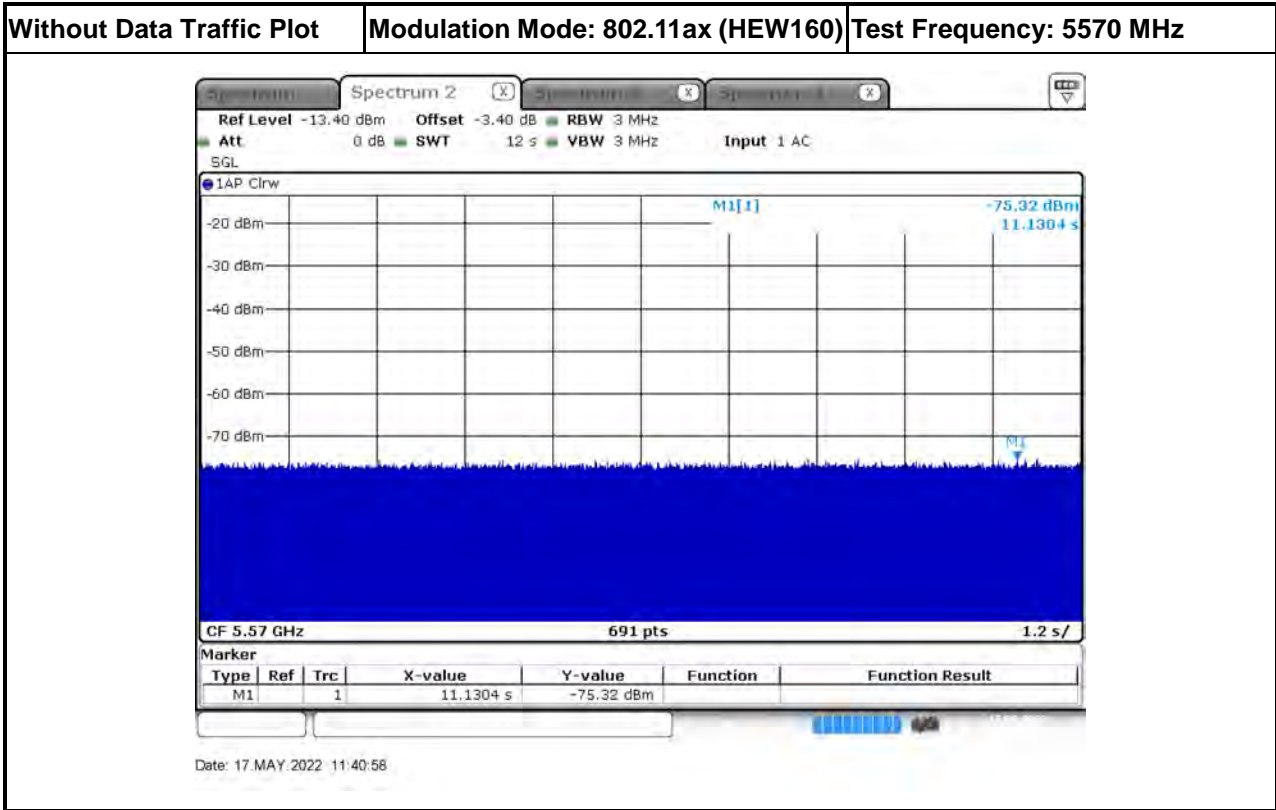 Without Data Traffic Plot Modulation Mode: 802.11ax (HEW160) Test Frequency: 5570 MHz
Spectrum 2 X X X
Ref Level -13.40 dBm Offset -3.40 dB RBW 3 MHz
Att 0 dB SWT 12 s VBW 3 MHz Input 1 AC
SGL
1AP Clrw
M1[1] -75.32 dBm
11.1304 s
-20 dBm
-30 dBm
-40 dBm
-50 dBm
-60 dBm
-70 dBm
M1
CF 5.57 GHz 691 pts 1.2 s/
Marker
Type Ref Trc X-value Y-value Function Function Result
M1 1 11.1304 s -75.32 dBm
Date: 17.MAY.2022 11:40:58